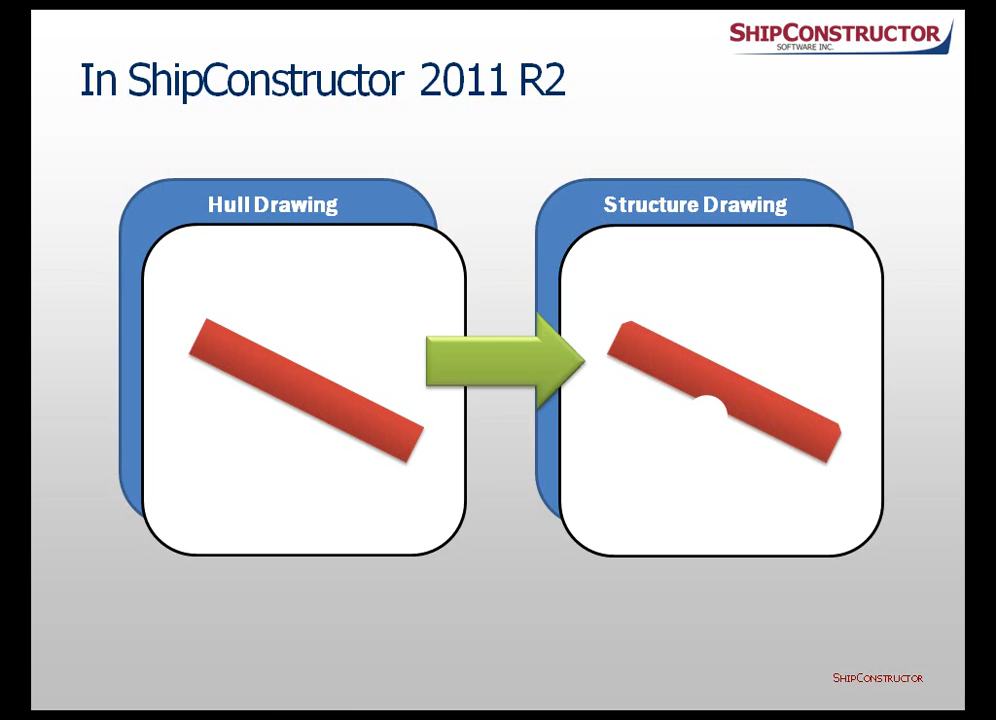 SHIPCONSTRUCTOR
SOFTWARE INC.
In ShipConstructor 2011 R2
Hull Drawing
Structure Drawing
SHIPCONSTRUCTOR